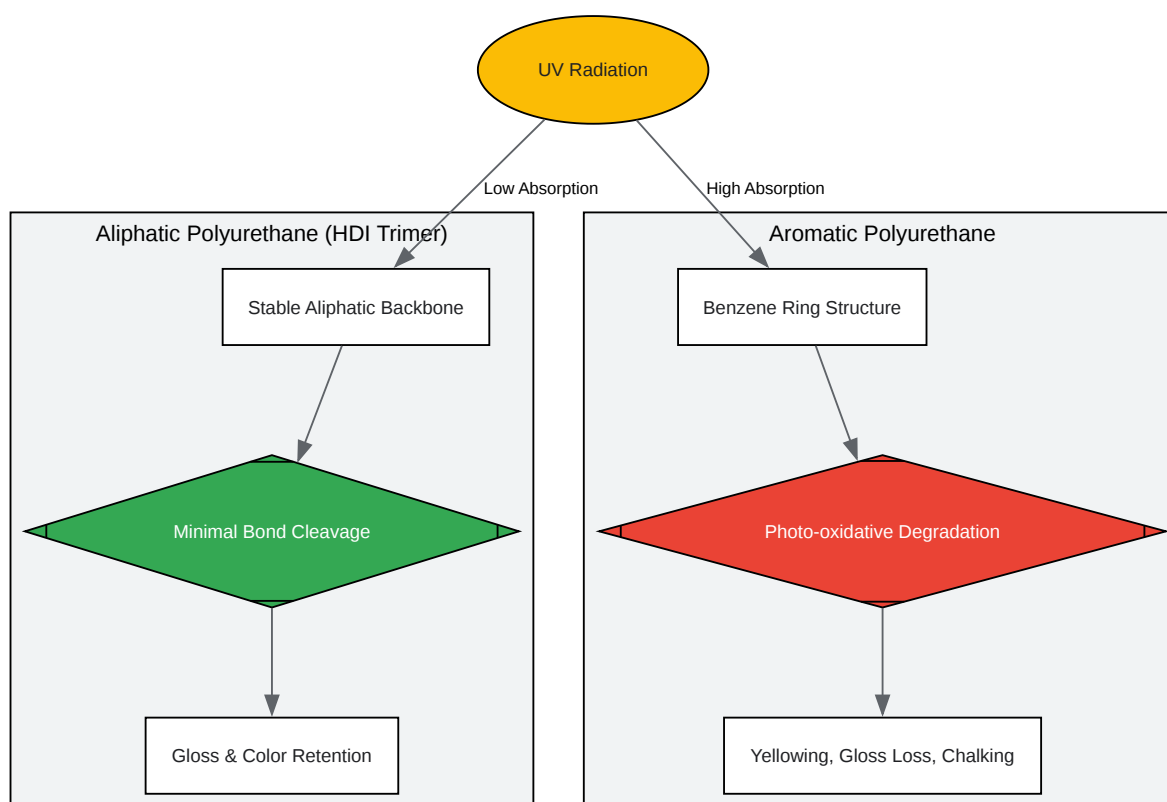 UV Radiation
Low Absorption
High Absorption
Aliphatic Polyurethane (HDI Trimer)
Aromatic Polyurethane
Stable Aliphatic Backbone
Benzene Ring Structure
Minimal Bond Cleavage
Photo-oxidative Degradation
Gloss & Color Retention
Yellowing, Gloss Loss, Chalking